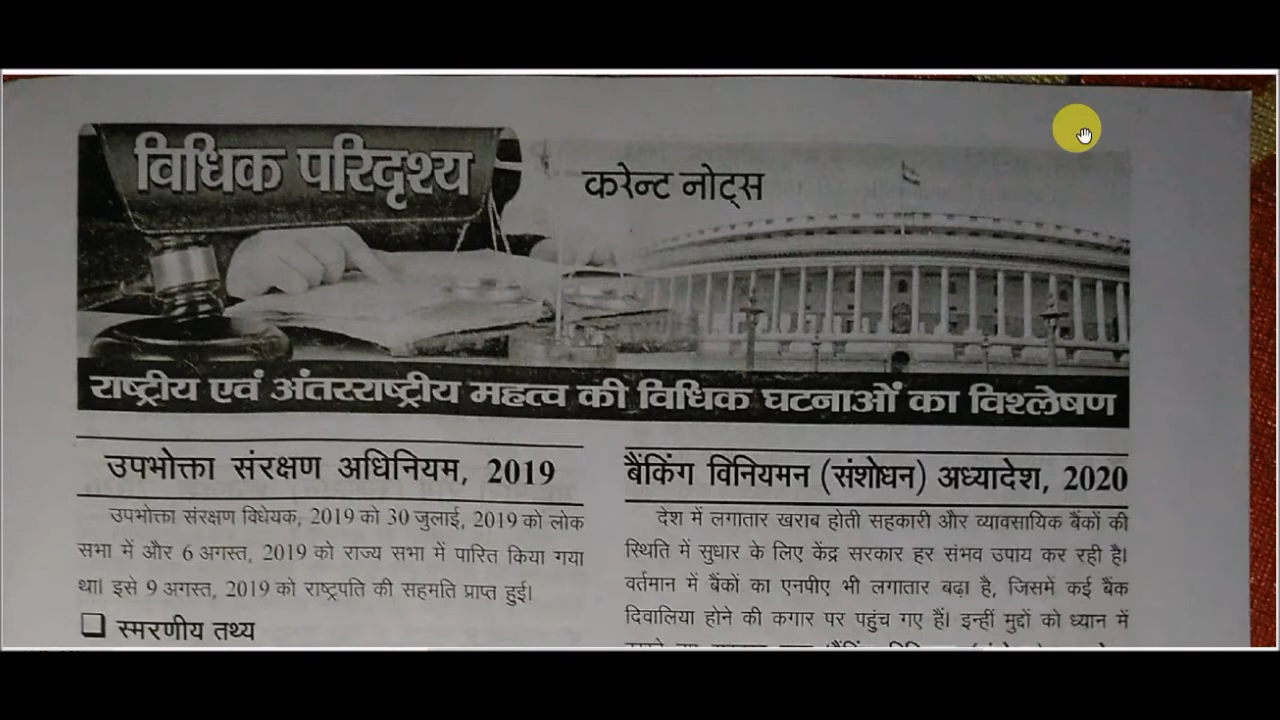 विधिक परिदृश्य
करेन्ट नोट्स
राष्ट्रीय एवं अंतरराष्ट्रीय महत्व की विधिक घटनाओं का विश्लेषण
उपभोक्ता संरक्षण अधिनियम, 2019
उपभोक्ता संरक्षण विधेयक, 2019 को 30 जुलाई, 2019 को लोक
सभा में और 6 अगस्त, 2019 को राज्य सभा में पारित किया गया
था। इसे 9 अगस्त, 2019 को राष्ट्रपति की सहमति प्राप्त हुई।
स्मरणीय तथ्य
बैंकिंग विनियमन (संशोधन) अध्यादेश, 2020
देश में लगातार खराब होती सहकारी और व्यावसायिक बैंकों की
स्थिति में सुधार के लिए केंद्र सरकार हर संभव उपाय कर रही है।
वर्तमान में बैंकों का एनपीए भी लगातार बढ़ा है, जिसमें कई बैंक
दिवालिया होने की कगार पर पहुंच गए हैं। इन्हीं मुद्दों को ध्यान में